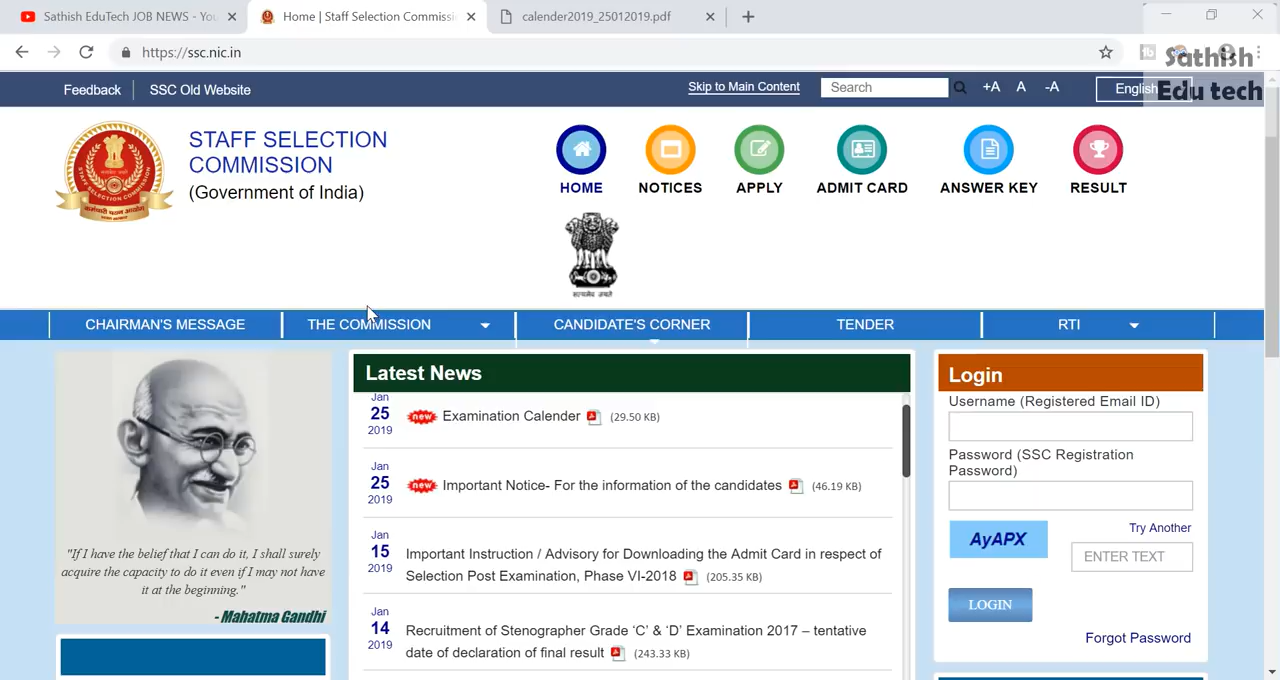 Sathish EduTech JOB NEWS - You
Home | Staff Selection Commissi
calender2019_25012019.pdf
https://ssc.nic.in
Sathish
Edu tech
Feedback
SSC Old Website
Skip to Main Content
Search
+A
A
-A
English
STAFF SELECTION
COMMISSION
(Government of India)
HOME
NOTICES
APPLY
ADMIT CARD
ANSWER KEY
RESULT
सत्यमेव जयते
CHAIRMAN'S MESSAGE
THE COMMISSION
CANDIDATE'S CORNER
TENDER
RTI
"If I have the belief that I can do it, I shall surely
acquire the capacity to do it even if I may not have
it at the beginning."
- Mahatma Gandhi
Latest News
Jan
25
2019
new Examination Calender (29.50 KB)
Jan
25
2019
new Important Notice- For the information of the candidates (46.19 KB)
Jan
15
2019
Important Instruction / Advisory for Downloading the Admit Card in respect of
Selection Post Examination, Phase VI-2018 (205.35 KB)
Jan
14
2019
Recruitment of Stenographer Grade ‘C’ & ‘D’ Examination 2017 – tentative
date of declaration of final result (243.33 KB)
Login
Username (Registered Email ID)
Password (SSC Registration
Password)
AyAPX
Try Another
ENTER TEXT
LOGIN
Forgot Password